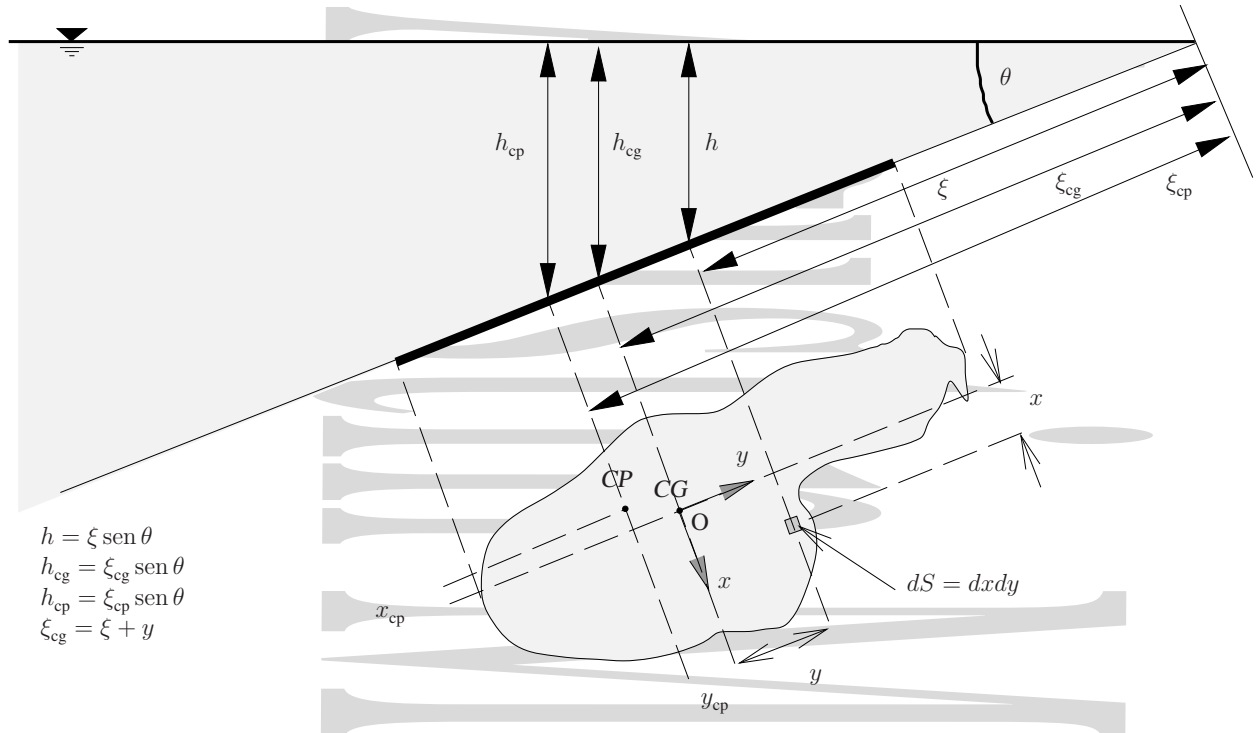 θ
h_cp
h_cg
h
ξ
ξ_cg
ξ_cp
x
y
CP
CG
O
x
h = ξ sen θ
h_cg = ξ_cg sen θ
h_cp = ξ_cp sen θ
ξ_cg = ξ + y
dS = dxdy
x_cp
y
y_cp